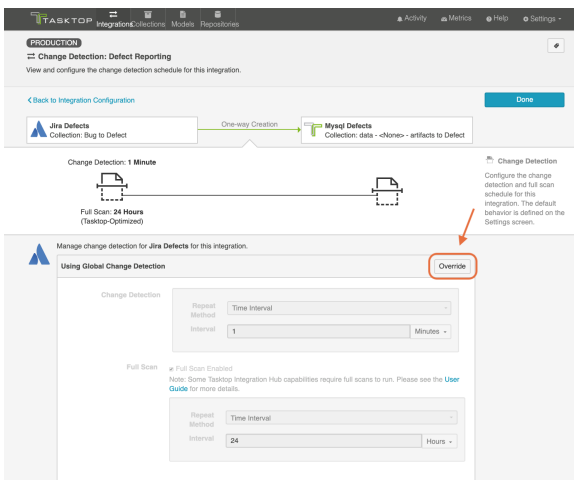 TASKTOP
Integrations
Collections
Models
Repositories
Activity
Metrics
Help
Settings
PRODUCTION
Change Detection: Defect Reporting
View and configure the change detection schedule for this integration.
Back to Integration Configuration
Done
Jira Defects
Collection: Bug to Defect
One-way Creation
Mysql Defects
Collection: data - <None> - artifacts to Defect
Change Detection: 1 Minute
Full Scan: 24 Hours
(Tasktop-Optimized)
Change Detection
Configure the change
detection and full scan
schedule for this
integration. The default
behavior is defined on the
Settings screen.
Manage change detection for Jira Defects for this integration.
Using Global Change Detection
Override
Change Detection
Repeat
Method
Time Interval
Interval
1
Minutes
Full Scan
Full Scan Enabled
Note: Some Tasktop Integration Hub capabilities require full scans to run. Please see the User
Guide for more details.
Repeat
Method
Time Interval
Interval
24
Hours